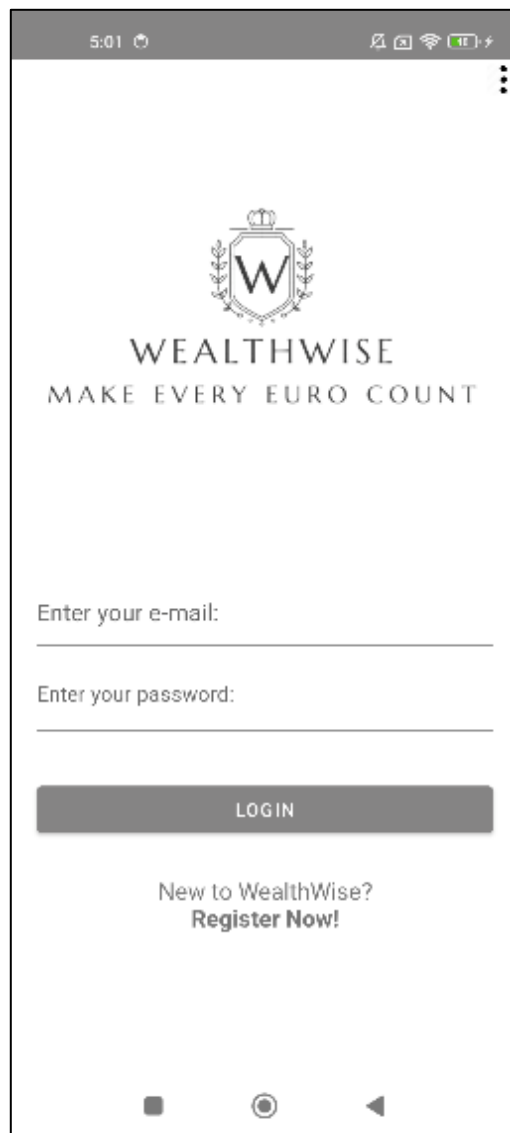 5:01
W
WEALTHWISE
MAKE EVERY EURO COUNT
Enter your e-mail:
Enter your password:
LOGIN
New to WealthWise?
Register Now!